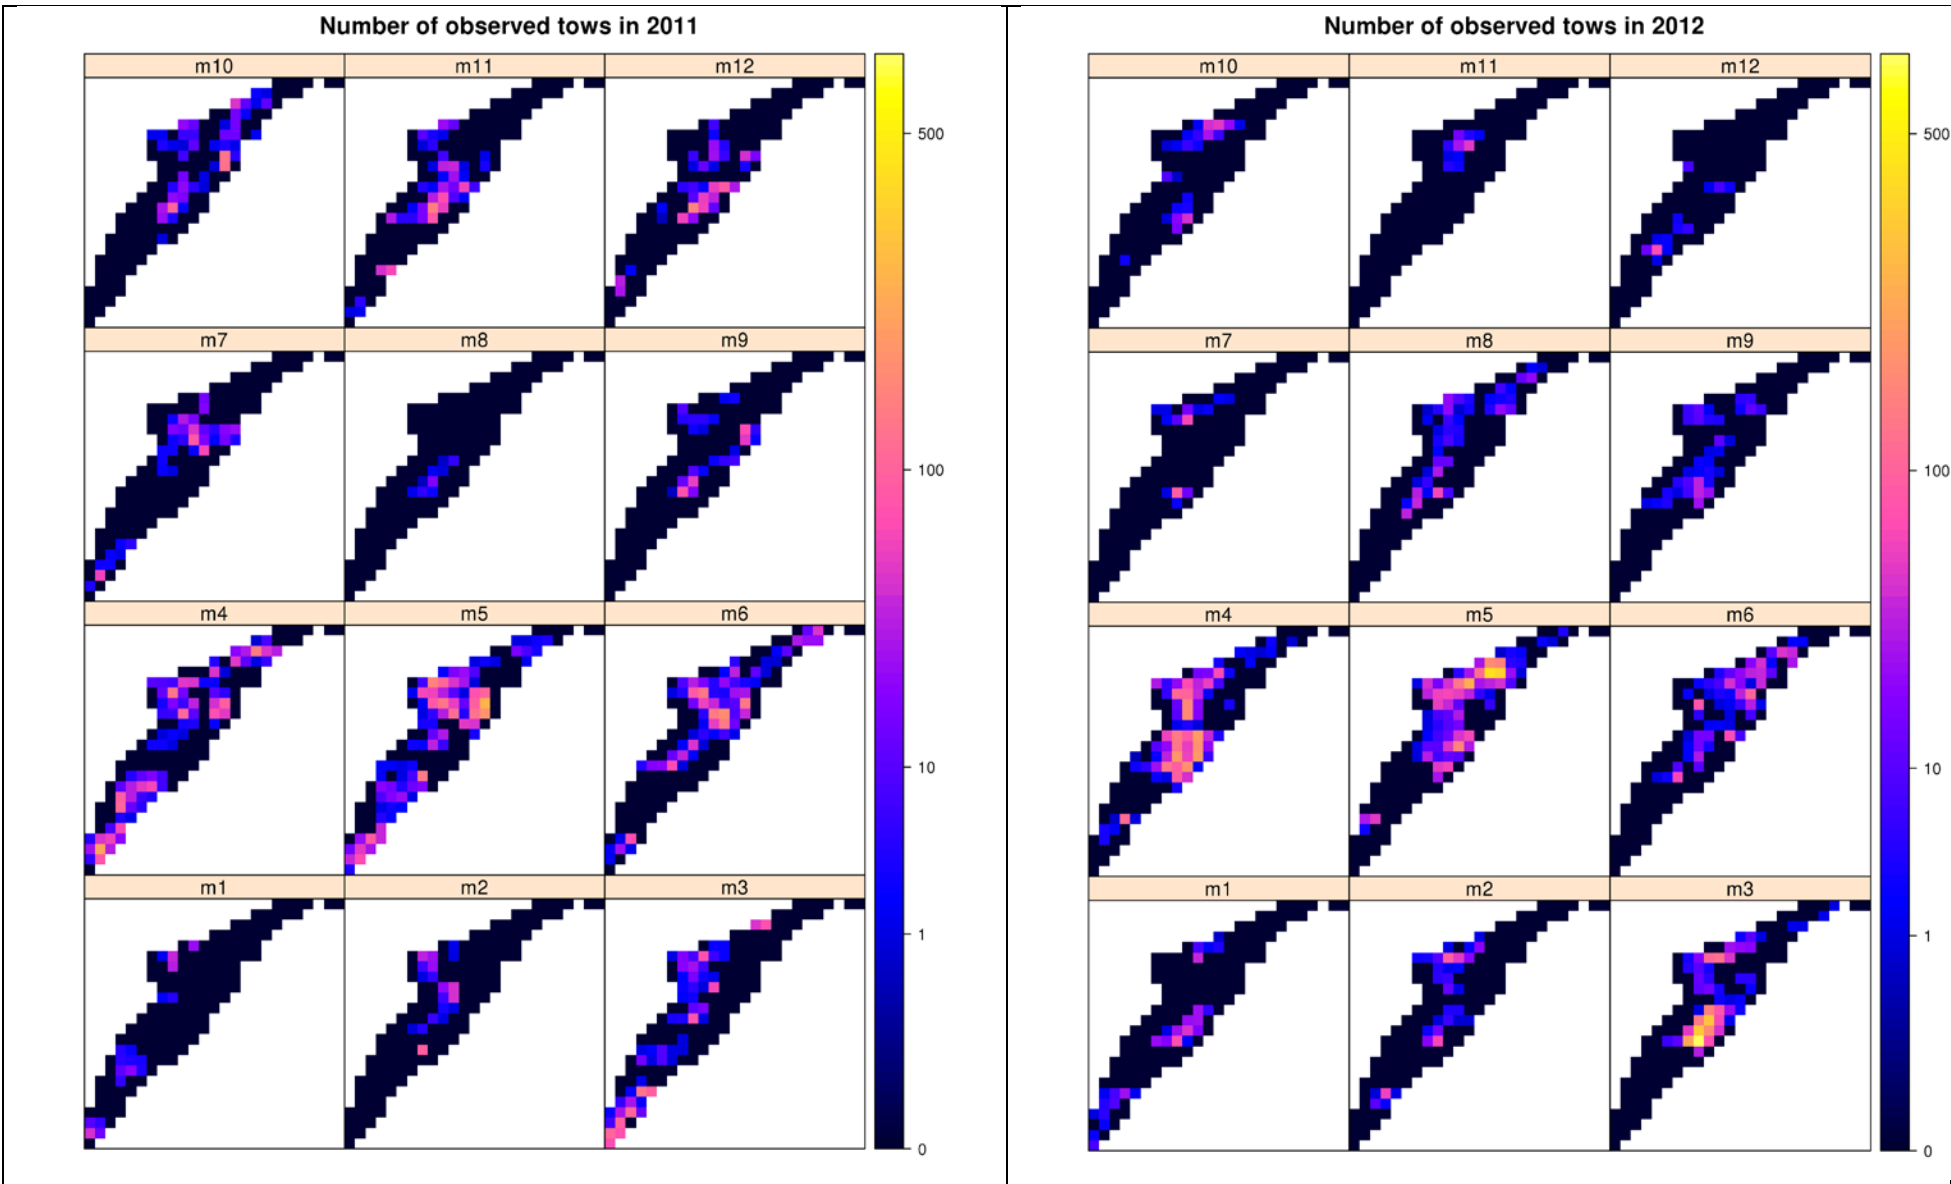 Number of observed tows in 2011
m10 m11 m12
m7 m8 m9
m4 m5 m6
m1 m2 m3
500
100
10
1
0
Number of observed tows in 2012
m10 m11 m12
m7 m8 m9
m4 m5 m6
m1 m2 m3
500
100
10
1
0